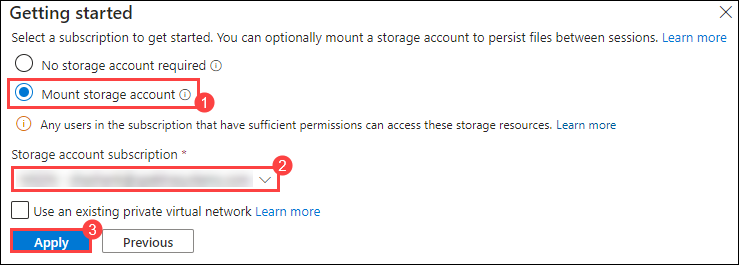 Getting started
Select a subscription to get started. You can optionally mount a storage account to persist files between sessions. Learn more
No storage account required
Mount storage account
1
Any users in the subscription that have sufficient permissions can access these storage resources. Learn more
Storage account subscription *
2
Use an existing private virtual network Learn more
3
Apply Previous